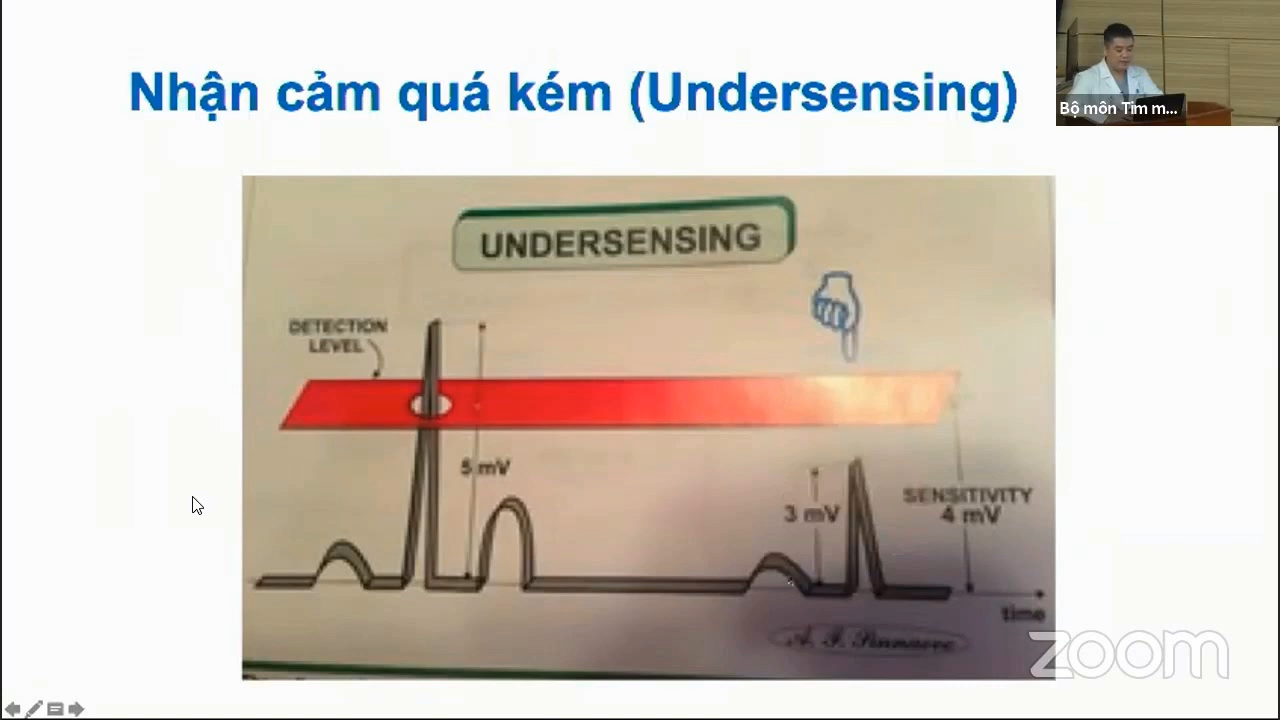 Nhận cảm quá kém (Undersensing)
Bộ môn Tim m...
UNDERSENSING
DETECTION
LEVEL
5 mV
3 mV
SENSITIVITY
4 mV
time
zoom